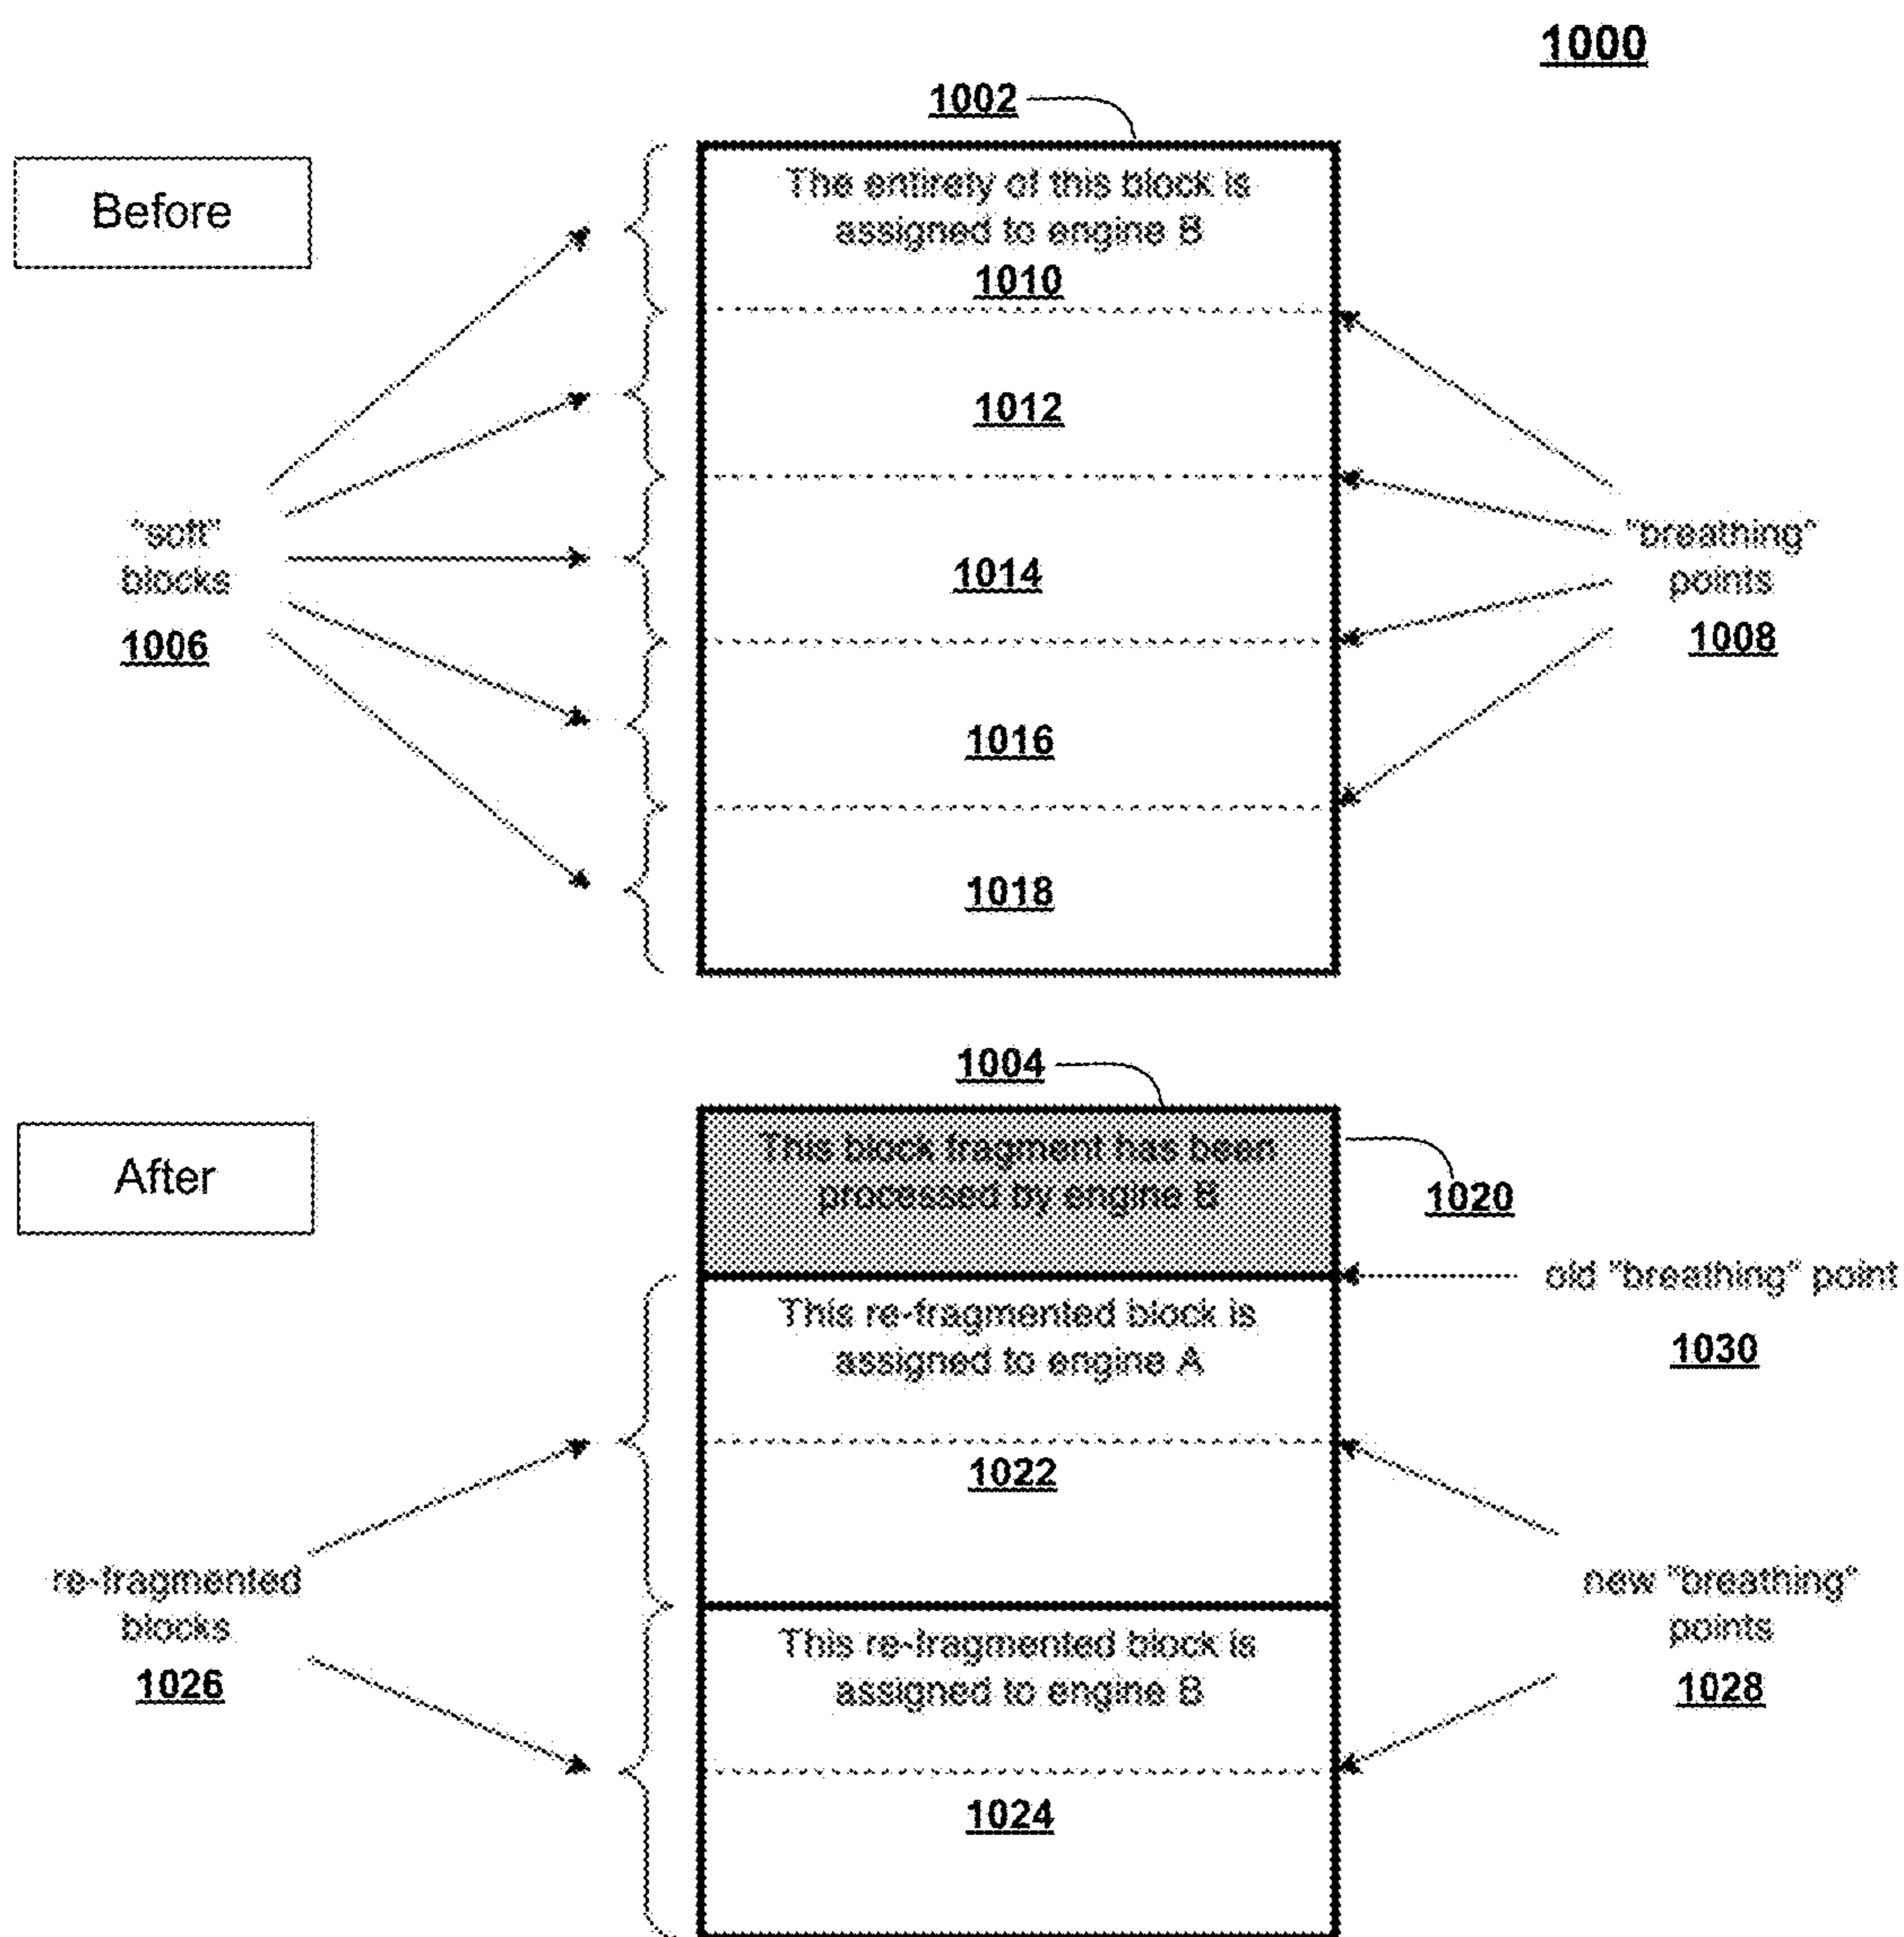 1000
1002
Before
The entirety of this block is
assigned to engine B
1010
1012
"soft"
blocks
1006
1014
"breathing"
points
1008
1016
1018
1004
After
This block fragment has been
processed by engine B
1020
old "breathing" point
1030
This re-fragmented block is
assigned to engine A
1022
re-fragmented
blocks
1026
new "breathing"
points
1028
This re-fragmented block is
assigned to engine B
1024